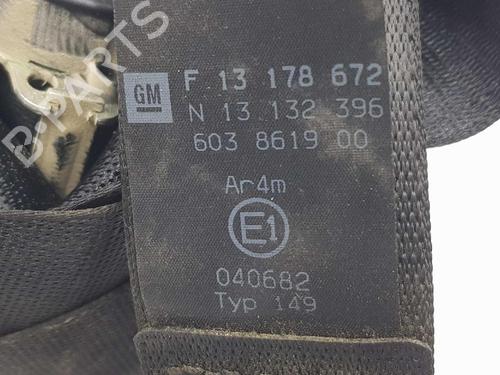 GM
F 13 178 672
N 13 132 396
603 8619 00
Ar4m
E1
040682
Typ 149
B-PARTS